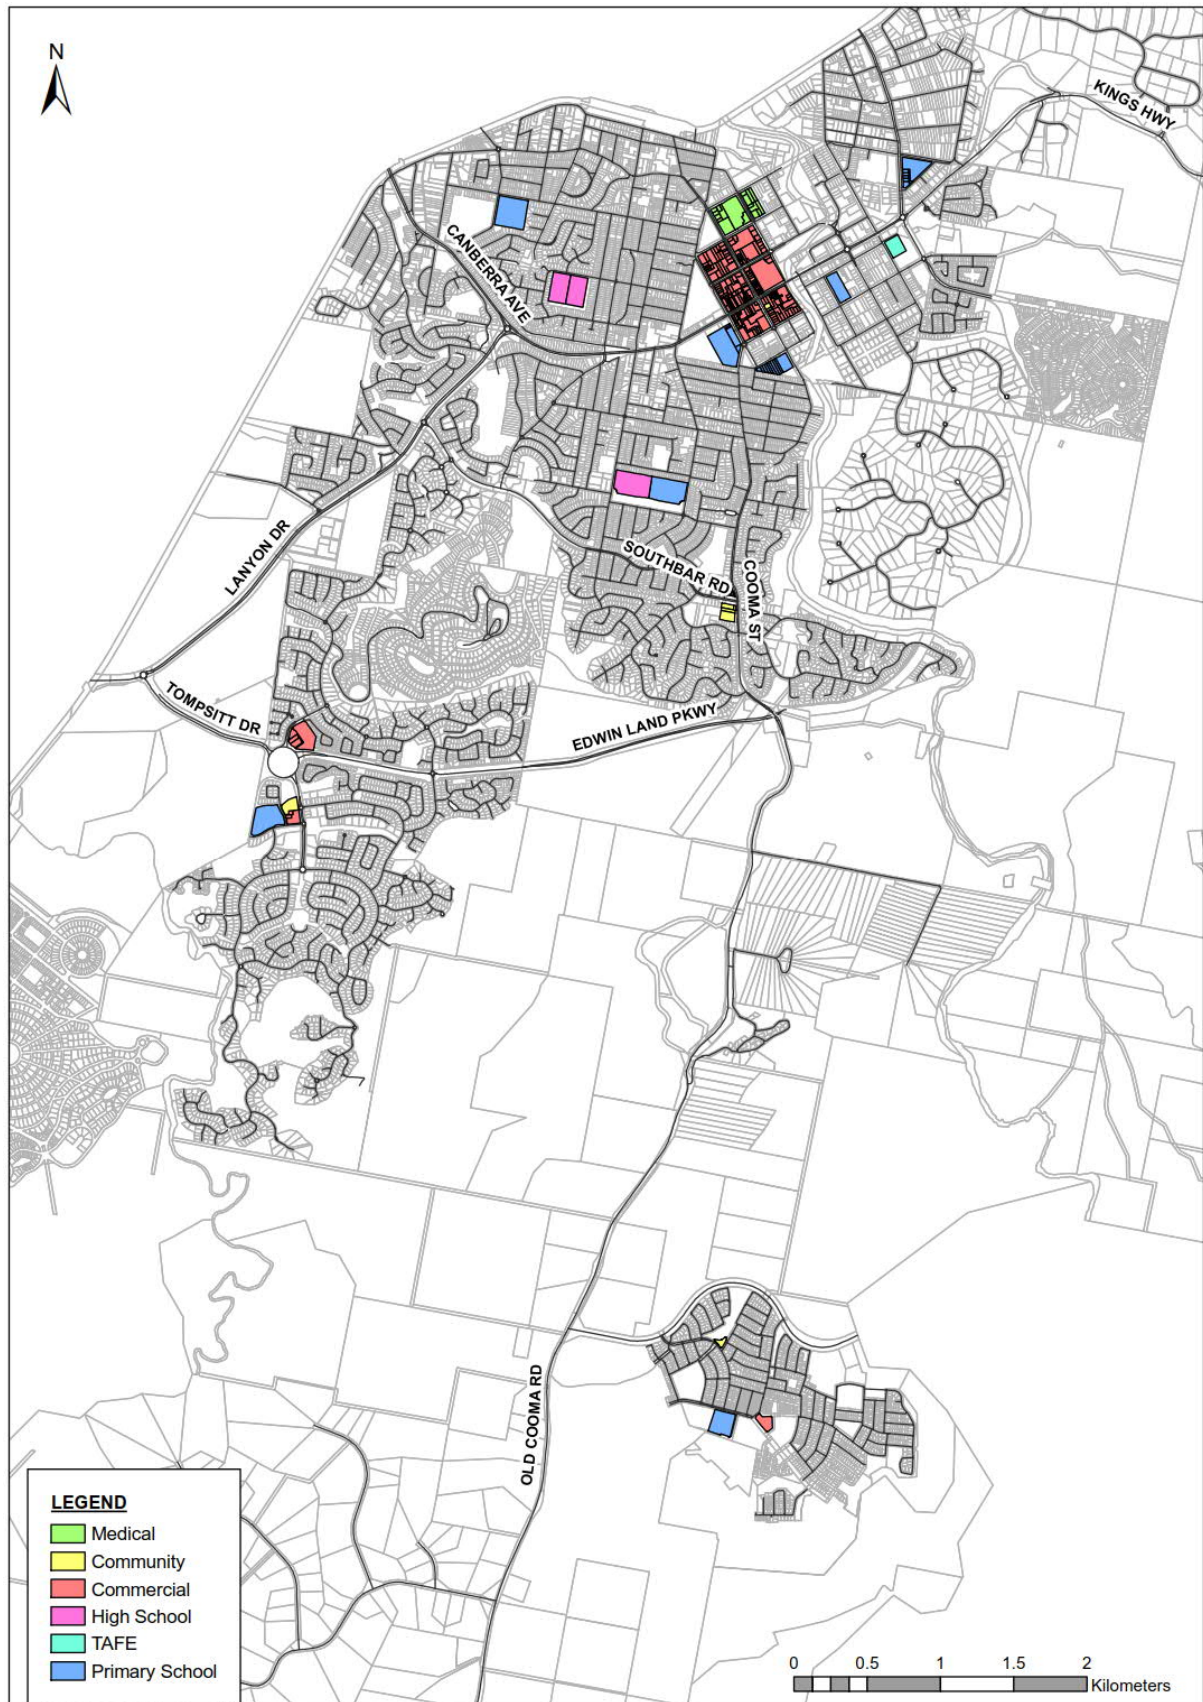 N
KINGS HWY
CANBERRA AVE
LANYON DR
SOUTHBAR RD
COOMA ST
TOMPSITT DR
EDWIN LAND PKWY
OLD COOMA RD
LEGEND
Medical
Community
Commercial
High School
TAFE
Primary School
0 0.5 1 1.5 2
Kilometers